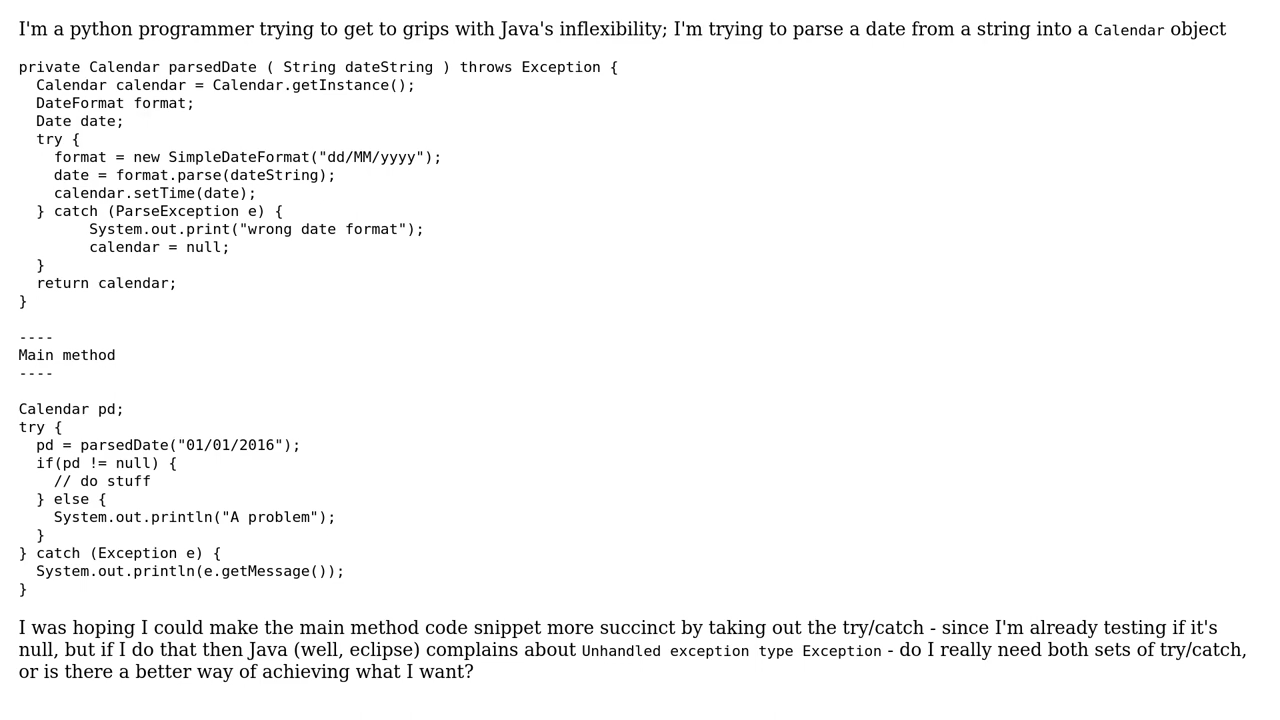 I'm a python programmer trying to get to grips with Java's inflexibility; I'm trying to parse a date from a string into a Calendar object
private Calendar parsedDate ( String dateString ) throws Exception {
  Calendar calendar = Calendar.getInstance();
  DateFormat format;
  Date date;
  try {
    format = new SimpleDateFormat("dd/MM/yyyy");
    date = format.parse(dateString);
    calendar.setTime(date);
  } catch (ParseException e) {
        System.out.print("wrong date format");
        calendar = null;
  }
  return calendar;
}
----
Main method
----
Calendar pd;
try {
  pd = parsedDate("01/01/2016");
  if(pd != null) {
    // do stuff
  } else {
    System.out.println("A problem");
  }
} catch (Exception e) {
  System.out.println(e.getMessage());
}
I was hoping I could make the main method code snippet more succinct by taking out the try/catch - since I'm already testing if it's
null, but if I do that then Java (well, eclipse) complains about Unhandled exception type Exception - do I really need both sets of try/catch,
or is there a better way of achieving what I want?